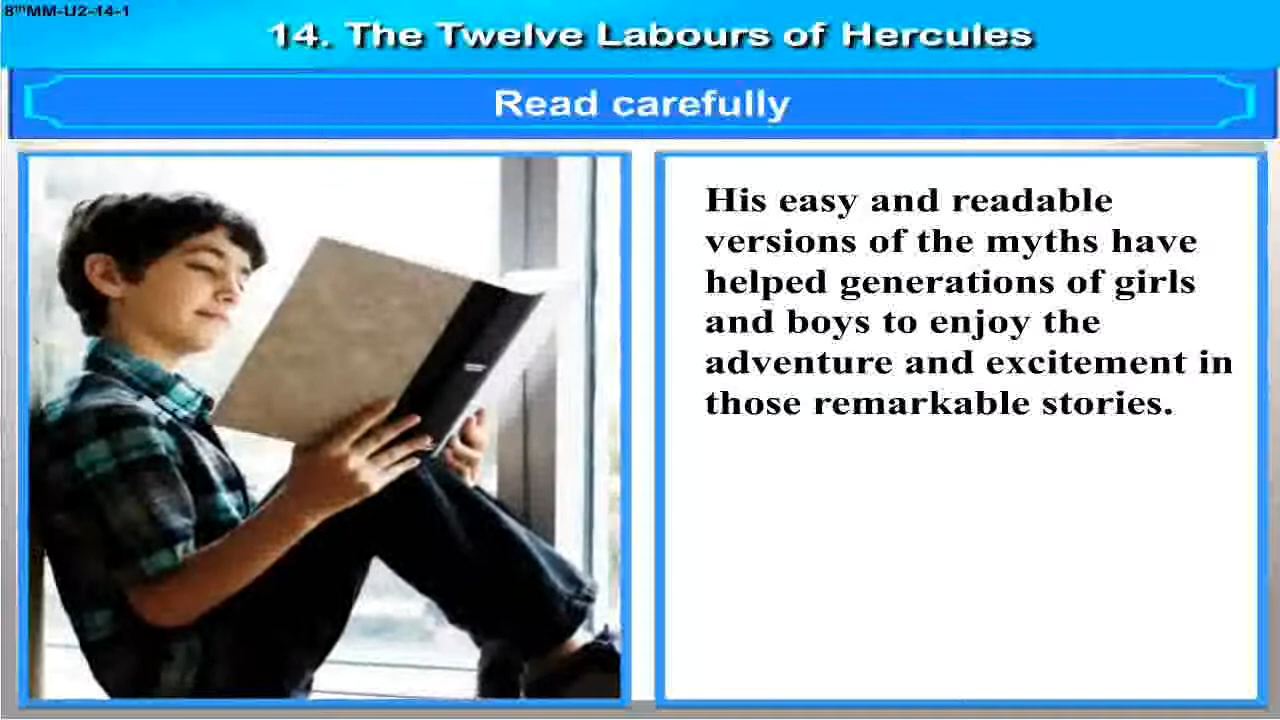 8thMM-U2-14-1
14. The Twelve Labours of Hercules
Read carefully
His easy and readable
versions of the myths have
helped generations of girls
and boys to enjoy the
adventure and excitement in
those remarkable stories.